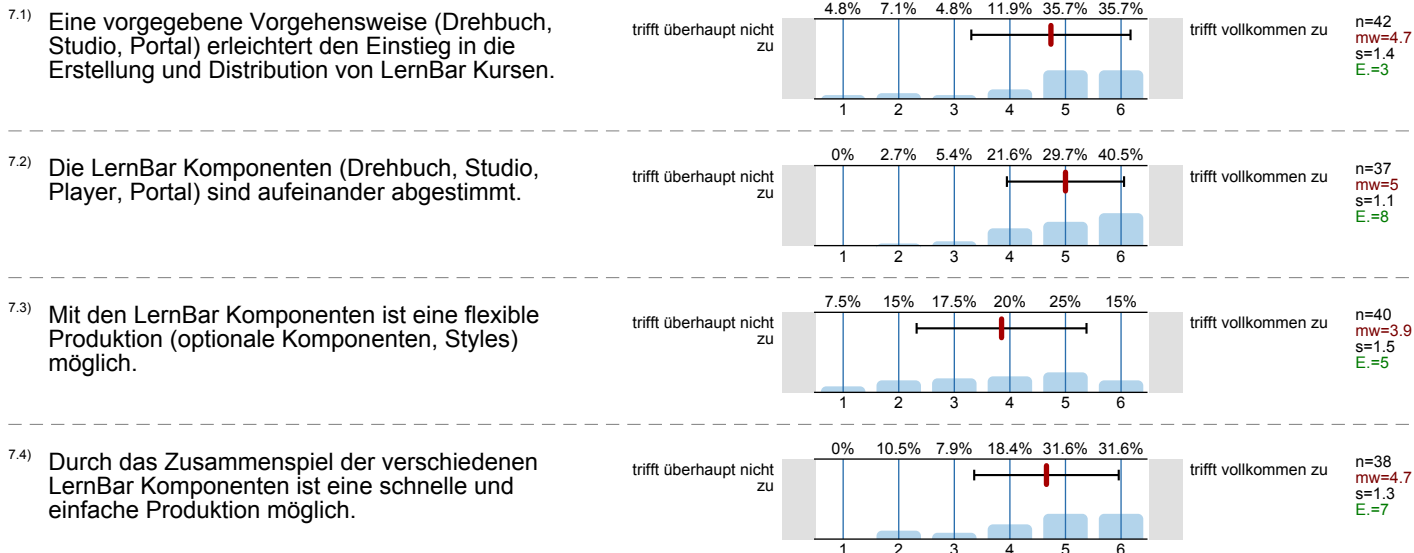 7.1) Eine vorgegebene Vorgehensweise (Drehbuch,
Studio, Portal) erleichtert den Einstieg in die
Erstellung und Distribution von LernBar Kursen.
trifft überhaupt nicht
zu
4.8% 7.1% 4.8% 11.9% 35.7% 35.7%
1 2 3 4 5 6
trifft vollkommen zu
n=42
mw=4.7
s=1.4
E.=3
7.2) Die LernBar Komponenten (Drehbuch, Studio,
Player, Portal) sind aufeinander abgestimmt.
trifft überhaupt nicht
zu
0% 2.7% 5.4% 21.6% 29.7% 40.5%
1 2 3 4 5 6
trifft vollkommen zu
n=37
mw=5
s=1.1
E.=8
7.3) Mit den LernBar Komponenten ist eine flexible
Produktion (optionale Komponenten, Styles)
möglich.
trifft überhaupt nicht
zu
7.5% 15% 17.5% 20% 25% 15%
1 2 3 4 5 6
trifft vollkommen zu
n=40
mw=3.9
s=1.5
E.=5
7.4) Durch das Zusammenspiel der verschiedenen
LernBar Komponenten ist eine schnelle und
einfache Produktion möglich.
trifft überhaupt nicht
zu
0% 10.5% 7.9% 18.4% 31.6% 31.6%
1 2 3 4 5 6
trifft vollkommen zu
n=38
mw=4.7
s=1.3
E.=7